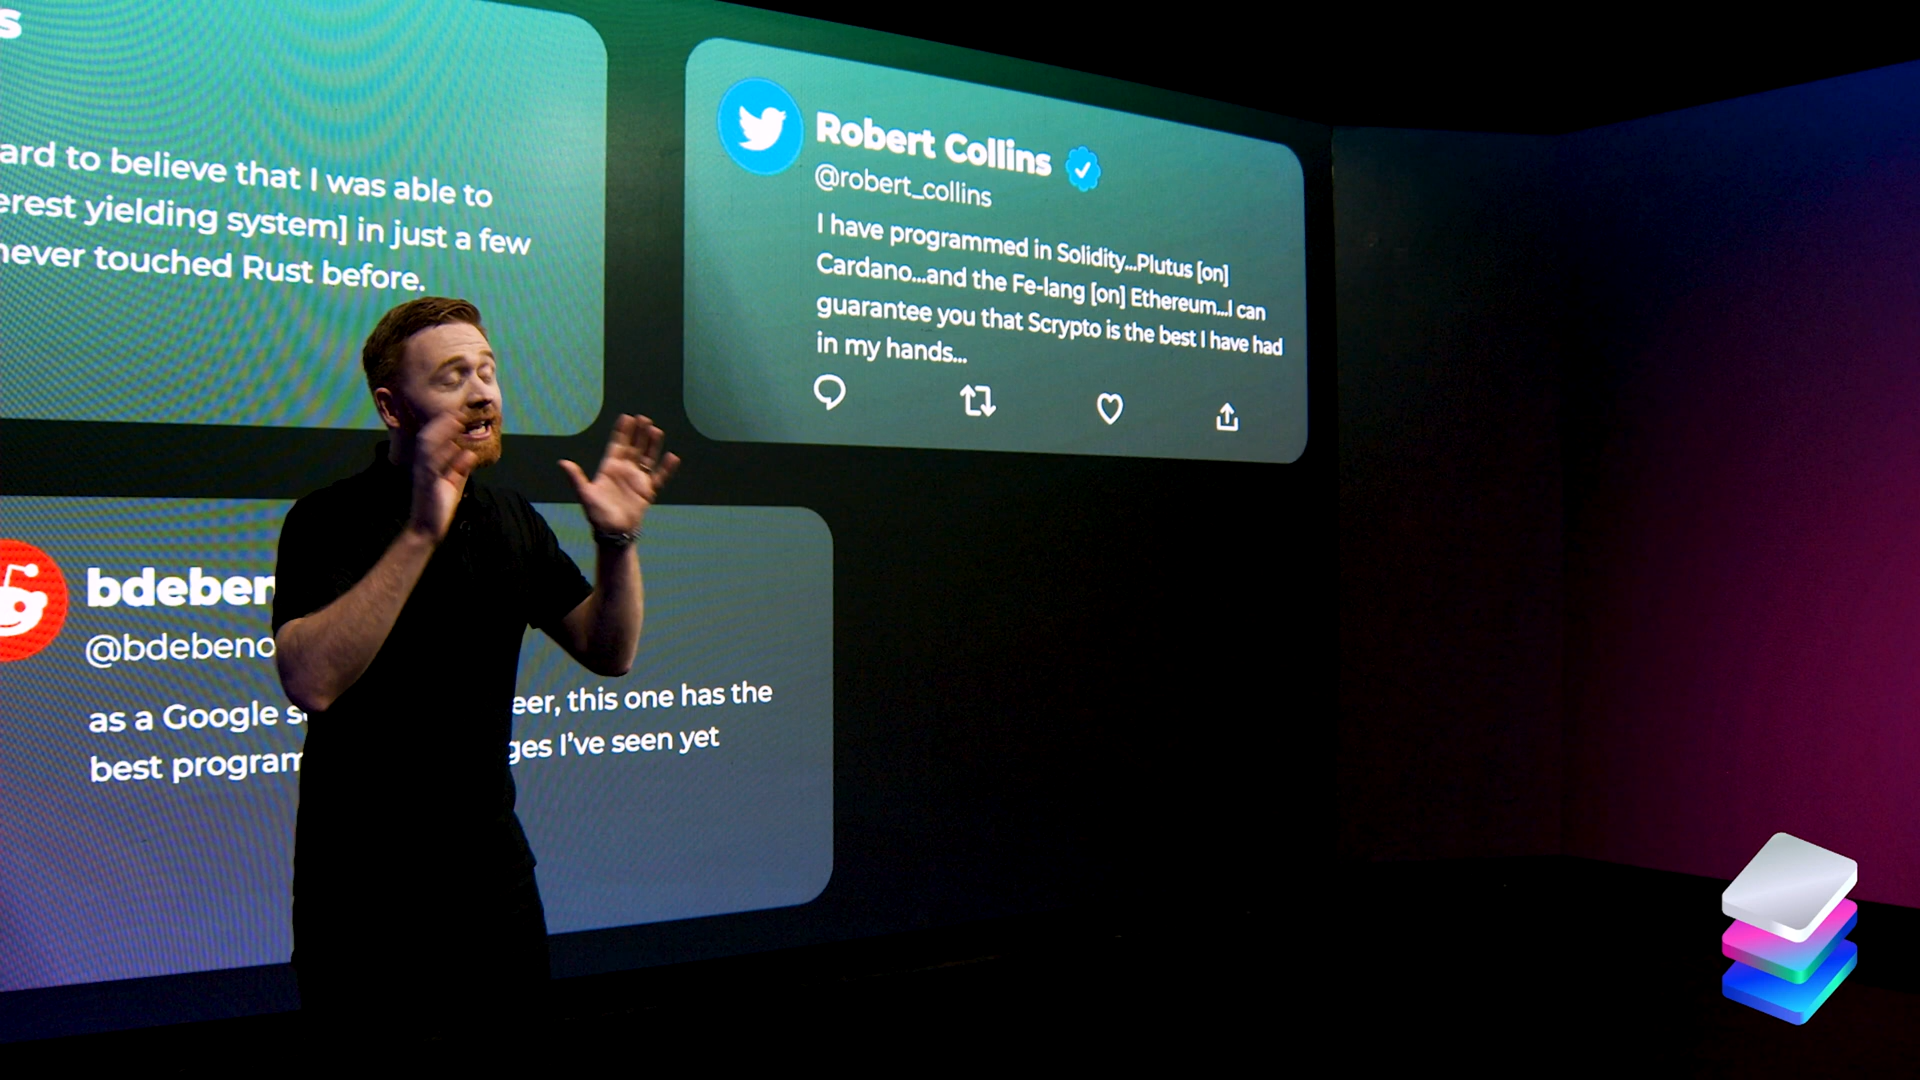 s
ard to believe that I was able to
erest yielding system] in just a few
never touched Rust before.
Robert Collins
@robert_collins
I have programmed in Solidity...Plutus [on]
Cardano...and the Fe-lang [on] Ethereum...I can
guarantee you that Scrypto is the best I have had
in my hands...
bdeben
@bdebeno
as a Google s eer, this one has the
best program ges I've seen yet